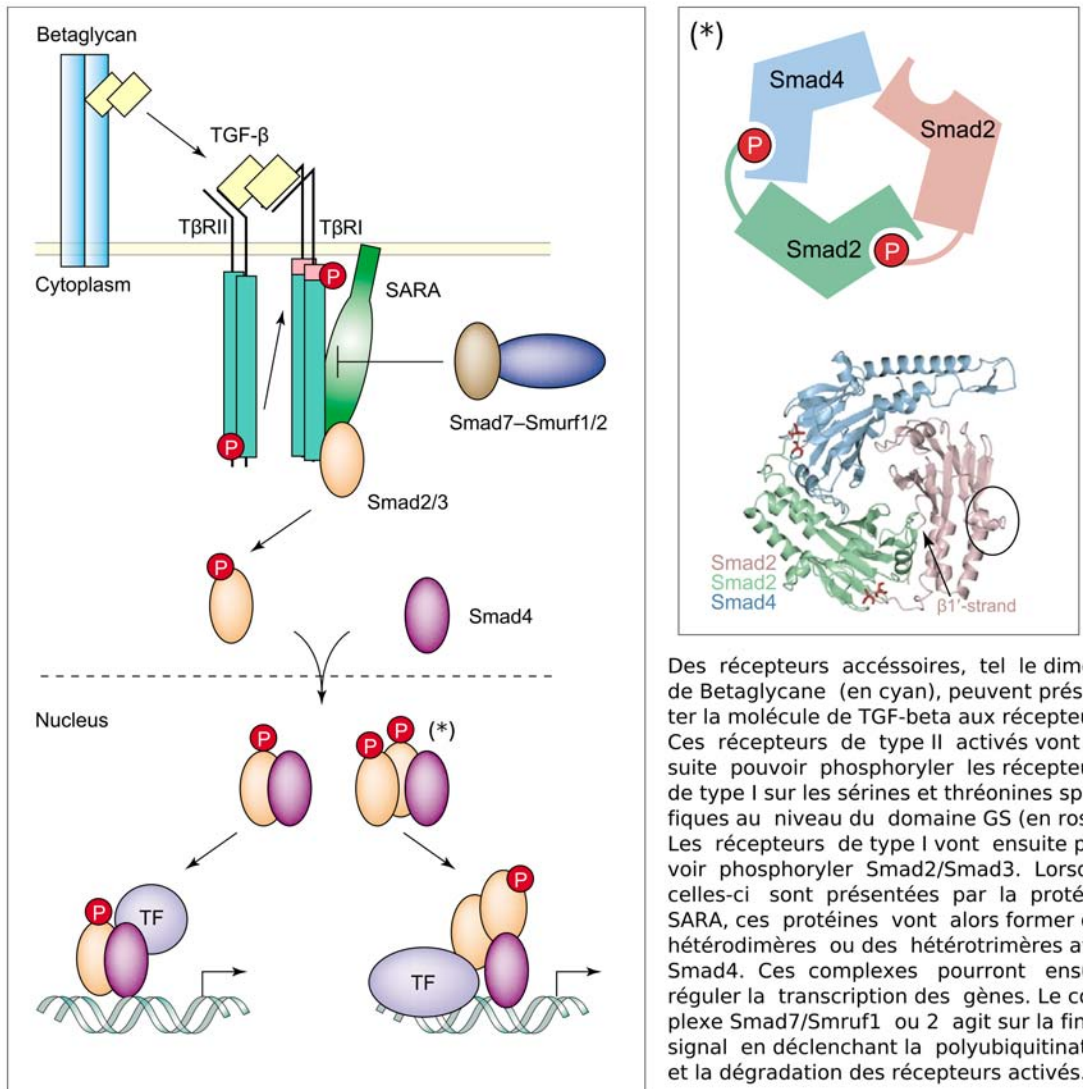 Betaglycan
TGF-β
TβRII
TβRI
Cytoplasm
P
SARA
P
Smad7–Smurf1/2
Smad2/3
P
Smad4
Nucleus
P
P
P
(*)
P
TF
P
TF
(*)
Smad4
Smad2
P
Smad2
P
Smad2
Smad2
Smad4
β1'-strand
Des récepteurs accéssoires, tel le dim
de Betaglycane (en cyan), peuvent prés
ter la molécule de TGF-beta aux récepteu
Ces récepteurs de type II activés vont
suite pouvoir phosphoryler les récepteu
de type I sur les sérines et thréonines sp
fiques au niveau du domaine GS (en ros
Les récepteurs de type I vont ensuite p
voir phosphoryler Smad2/Smad3. Lors
celles-ci sont présentées par la proté
SARA, ces protéines vont alors former
hétérodimères ou des hétérotrimères a
Smad4. Ces complexes pourront ens
réguler la transcription des gènes. Le co
plexe Smad7/Smruf1 ou 2 agit sur la fin
signal en déclenchant la polyubiquitinat
et la dégradation des récepteurs activés.